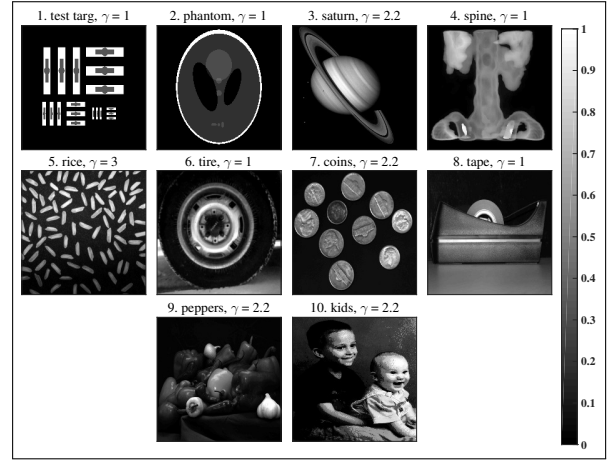 1. test targ, γ = 1
2. phantom, γ = 1
3. saturn, γ = 2.2
4. spine, γ = 1
5. rice, γ = 3
6. tire, γ = 1
7. coins, γ = 2.2
8. tape, γ = 1
9. peppers, γ = 2.2
10. kids, γ = 2.2
1
0.9
0.8
0.7
0.6
0.5
0.4
0.3
0.2
0.1
0